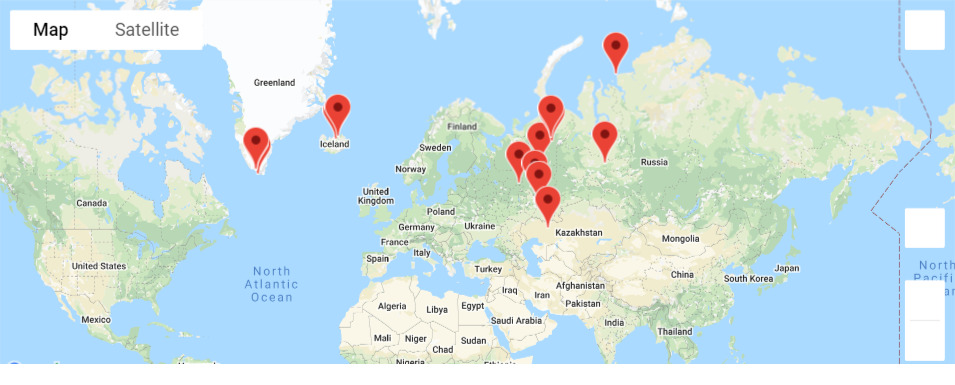 Map
Satellite
Greenland
Iceland
Finland
Sweden
Norway
Russia
United
Kingdom
Canada
Poland
Germany
Ukraine
Kazakhstan
France
Mongolia
Italy
Spain
United States
North
Atlantic
Ocean
Turkey
China
South Korea
Japan
North
Iraq
Iran
Afghanistan
Pakistan
Algeria
Libya
Egypt
Saudi Arabia
India
Mexico
Mali
Niger
Chad
Sudan
Thailand
Nigeria